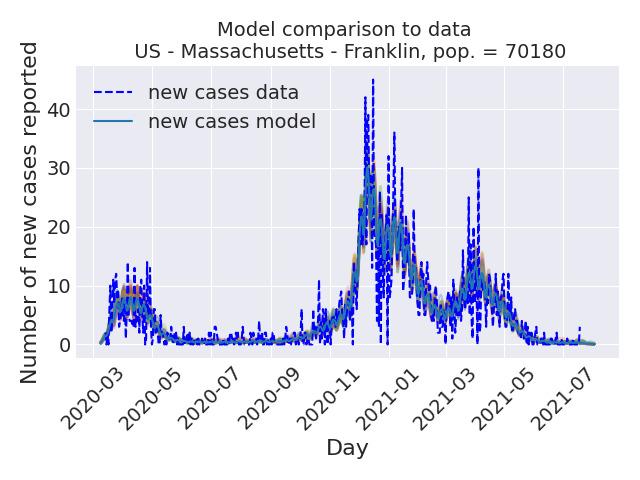 Model comparison to data
US - Massachusetts - Franklin, pop. = 70180
Number of new cases reported
40
30
20
10
0
new cases data
new cases model
2020-03
2020-05
2020-07
2020-09
2020-11
2021-01
2021-03
2021-05
2021-07
Day